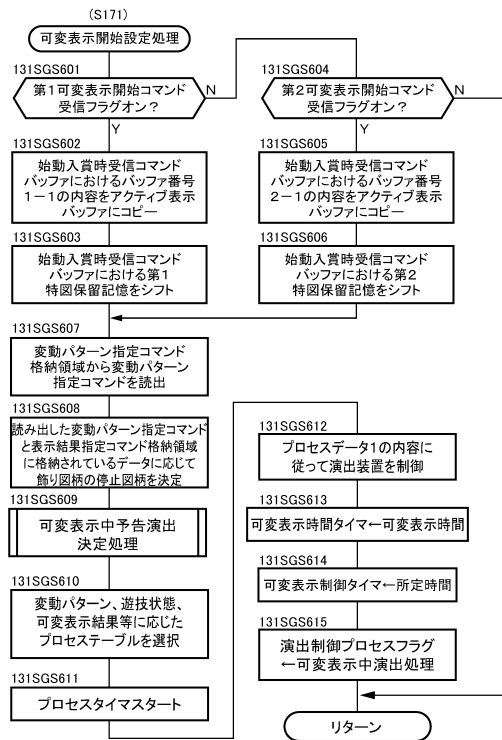 (S171)
可変表示開始設定処理
131SGS601
第1可変表示開始コマンド
受信フラグオン？
N
Y
131SGS602
始動入賞時受信コマンド
バッファにおけるバッファ番号
1－1の内容をアクティブ表示
バッファにコピー
131SGS603
始動入賞時受信コマンド
バッファにおける第1
特図保留記憶をシフト
131SGS604
第2可変表示開始コマンド
受信フラグオン？
N
Y
131SGS605
始動入賞時受信コマンド
バッファにおけるバッファ番号
2－1の内容をアクティブ表示
バッファにコピー
131SGS606
始動入賞時受信コマンド
バッファにおける第2
特図保留記憶をシフト
131SGS607
変動パターン指定コマンド
格納領域から変動パターン
指定コマンドを読出
131SGS608
読み出した変動パターン指定コマンド
と表示結果指定コマンド格納領域
に格納されているデータに応じて
飾り図柄の停止図柄を決定
131SGS609
可変表示中予告演出
決定処理
131SGS610
変動パターン、遊技状態、
可変表示結果等に応じた
プロセステーブルを選択
131SGS611
プロセスタイマスタート
131SGS612
プロセスデータ1の内容に
従って演出装置を制御
131SGS613
可変表示時間タイマ←可変表示時間
131SGS614
可変表示制御タイマ←所定時間
131SGS615
演出制御プロセスフラグ
←可変表示中演出処理
リターン